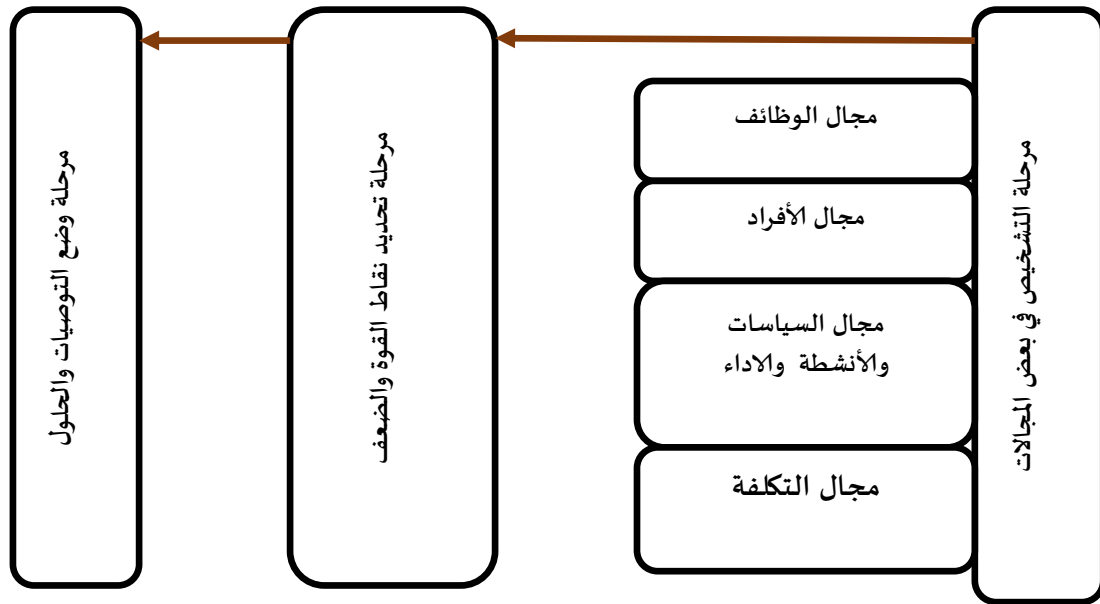 مرحلة التشخيص في بعض المجالات
مجال الوظائف
مجال الأفراد
مجال السياسات
والأنشطة والاداء
مجال التكلفة
مرحلة تحديد نقاط القوة والضعف
مرحلة وضع التوصيات والحلول